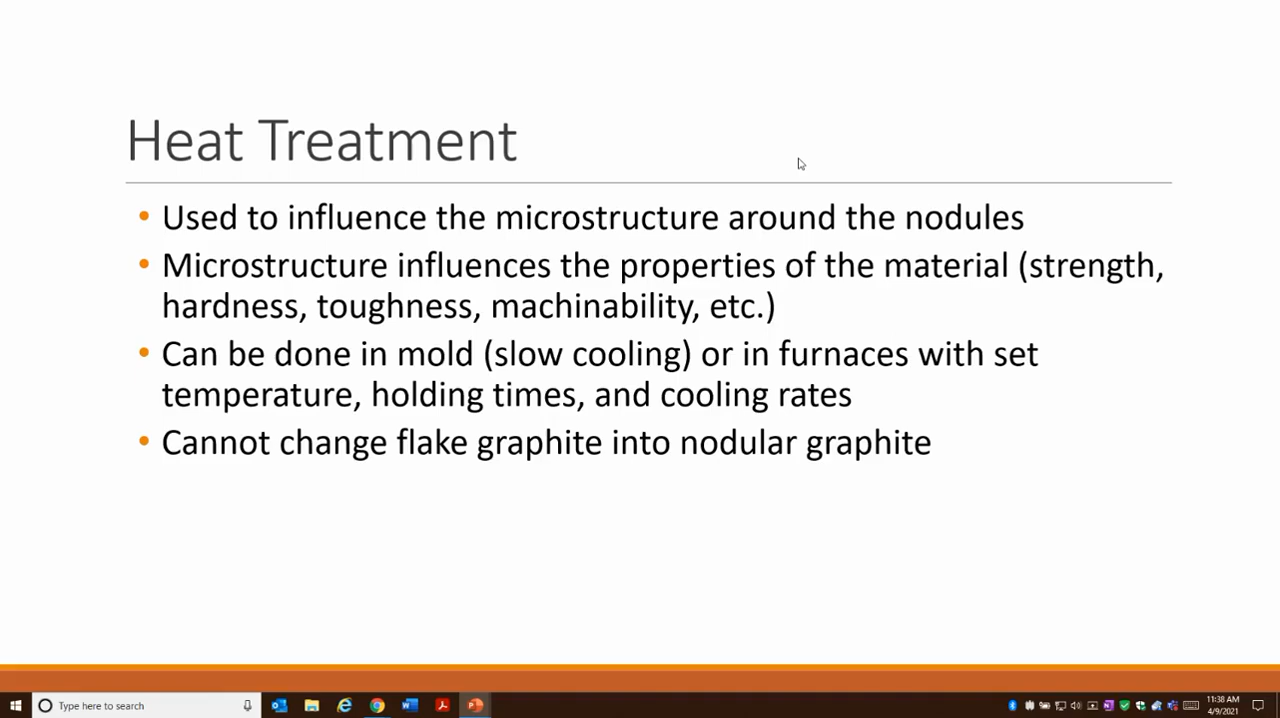 Heat Treatment
• Used to influence the microstructure around the nodules
• Microstructure influences the properties of the material (strength,
hardness, toughness, machinability, etc.)
• Can be done in mold (slow cooling) or in furnaces with set
temperature, holding times, and cooling rates
• Cannot change flake graphite into nodular graphite
Type here to search
11:38 AM
4/9/2021